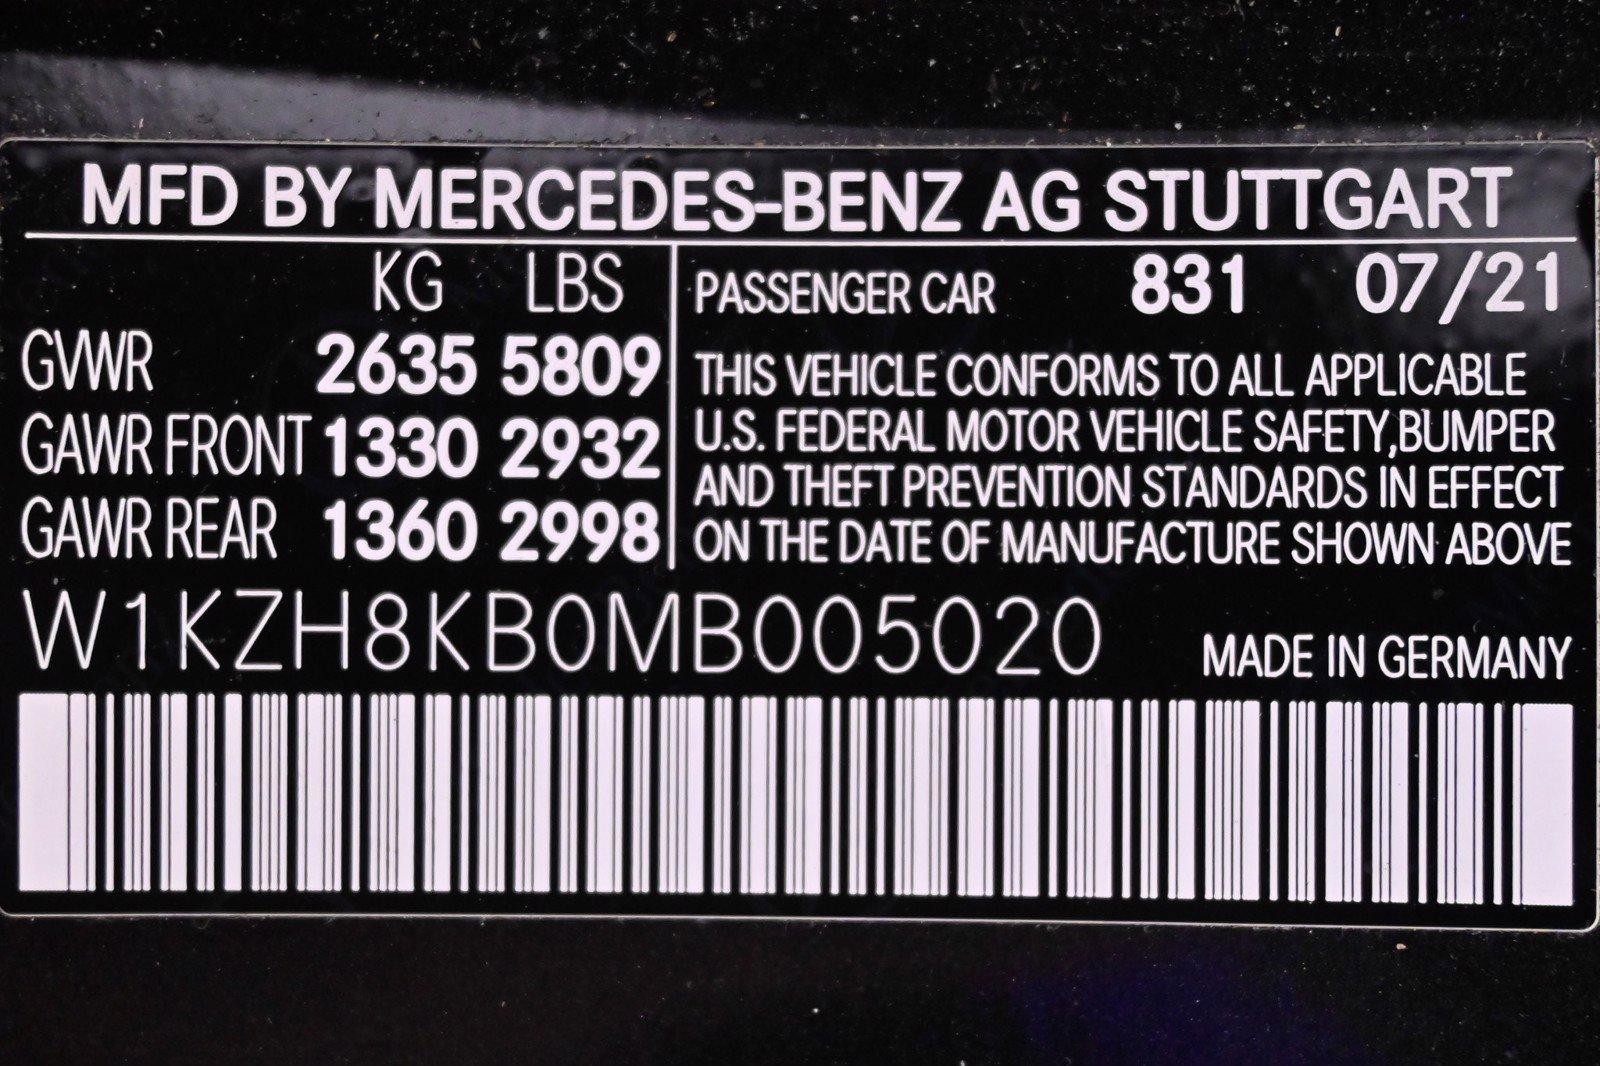 MFD BY MERCEDES-BENZ AG STUTTGART
KG LBS
GVWR 2635 5809
GAWR FRONT 1330 2932
GAWR REAR 1360 2998
PASSENGER CAR 831 07/21
THIS VEHICLE CONFORMS TO ALL APPLICABLE
U.S. FEDERAL MOTOR VEHICLE SAFETY,BUMPER
AND THEFT PREVENTION STANDARDS IN EFFECT
ON THE DATE OF MANUFACTURE SHOWN ABOVE
W1KZH8KB0MB005020
MADE IN GERMANY